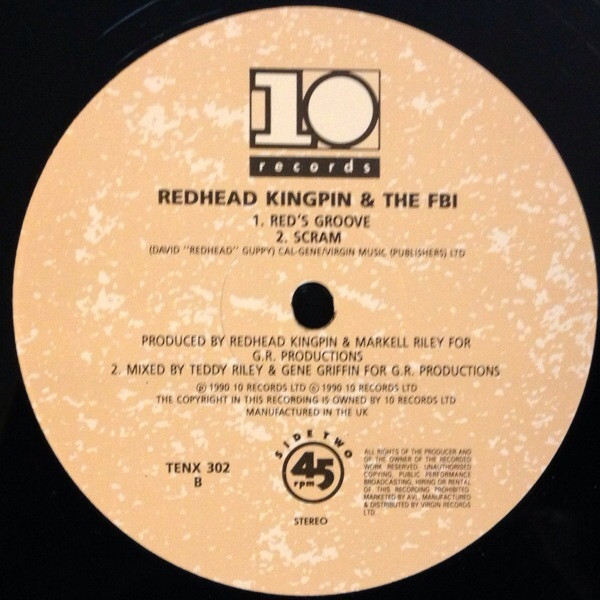 10
records
REDHEAD KINGPIN & THE FBI
1. RED'S GROOVE
2. SCRAM
(DAVID "REDHEAD" GUPPY) CAL-GENE/VIRGIN MUSIC (PUBLISHERS) LTD
PRODUCED BY REDHEAD KINGPIN & MARKELL RILEY FOR
G.R. PRODUCTIONS
2. MIXED BY TEDDY RILEY & GENE GRIFFIN FOR G.R. PRODUCTIONS
℗ 1990 10 RECORDS LTD © 1990 10 RECORDS LTD
THE COPYRIGHT IN THIS RECORDING IS OWNED BY 10 RECORDS LTD
MANUFACTURED IN THE UK
TENX 302
B
SIDE TWO
45
rpm
STEREO
ALL RIGHTS OF THE PRODUCER AND
OF THE OWNER OF THE RECORDED
WORK RESERVED. UNAUTHORISED
COPYING, PUBLIC PERFORMANCE
BROADCASTING, HIRING OR RENTAL
OF THIS RECORDING PROHIBITED.
MARKETED BY AVL. MANUFACTURED
& DISTRIBUTED BY VIRGIN RECORDS
LTD.